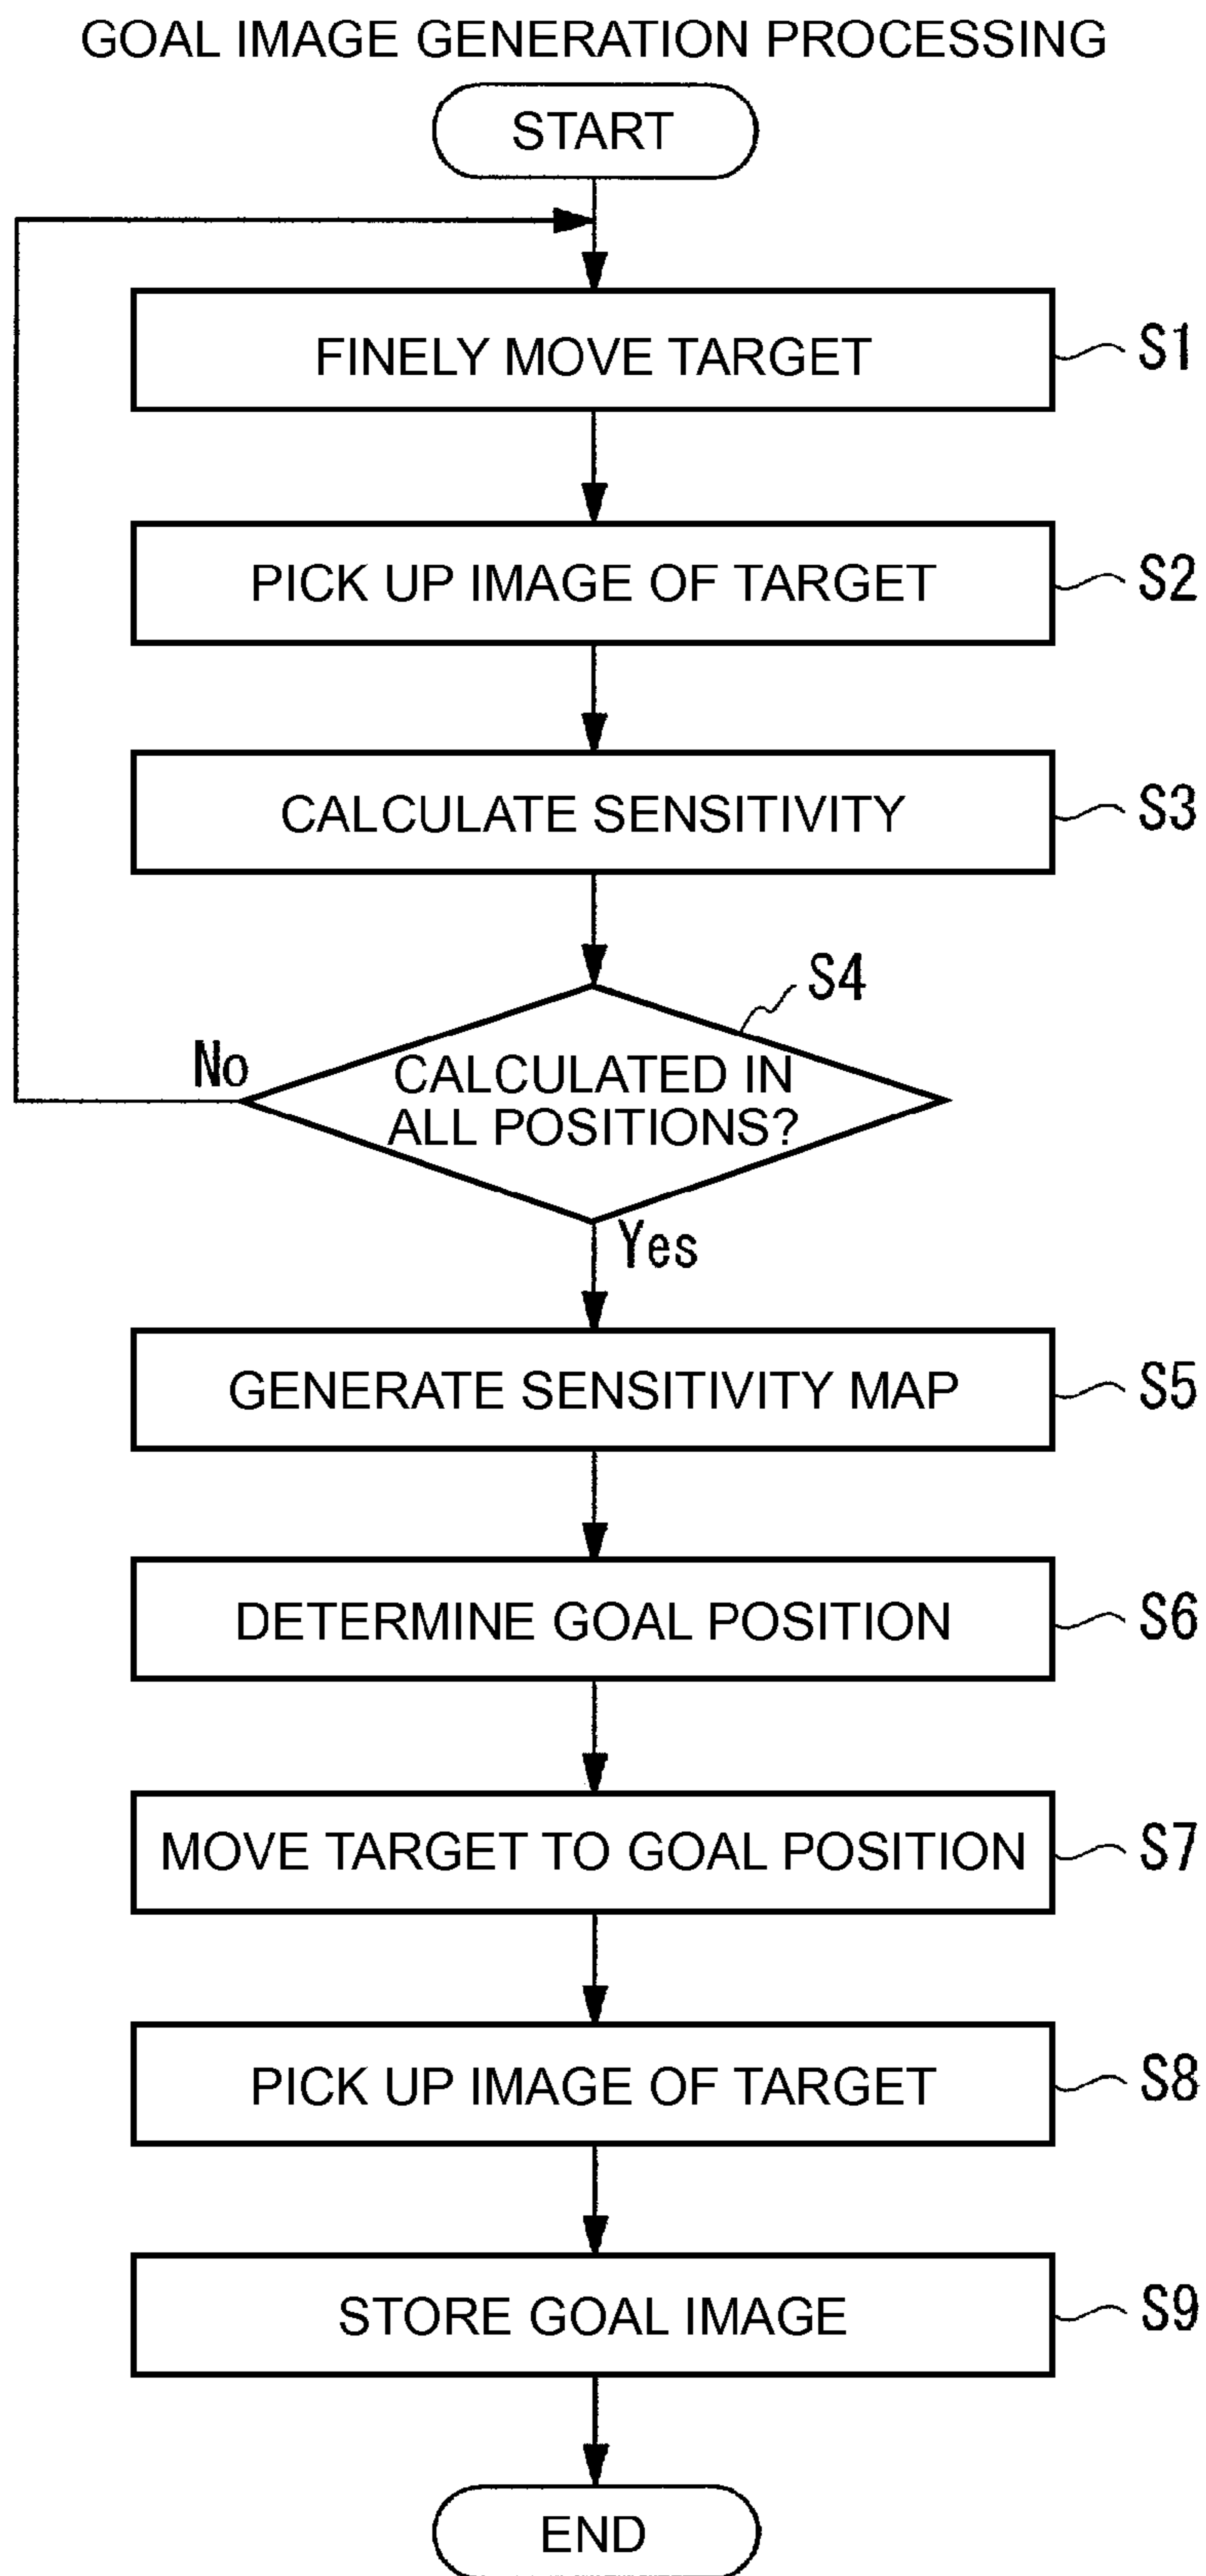 GOAL IMAGE GENERATION PROCESSING
START
FINELY MOVE TARGET
S1
PICK UP IMAGE OF TARGET
S2
CALCULATE SENSITIVITY
S3
S4
No
CALCULATED IN
ALL POSITIONS?
Yes
GENERATE SENSITIVITY MAP
S5
DETERMINE GOAL POSITION
S6
MOVE TARGET TO GOAL POSITION
S7
PICK UP IMAGE OF TARGET
S8
STORE GOAL IMAGE
S9
END